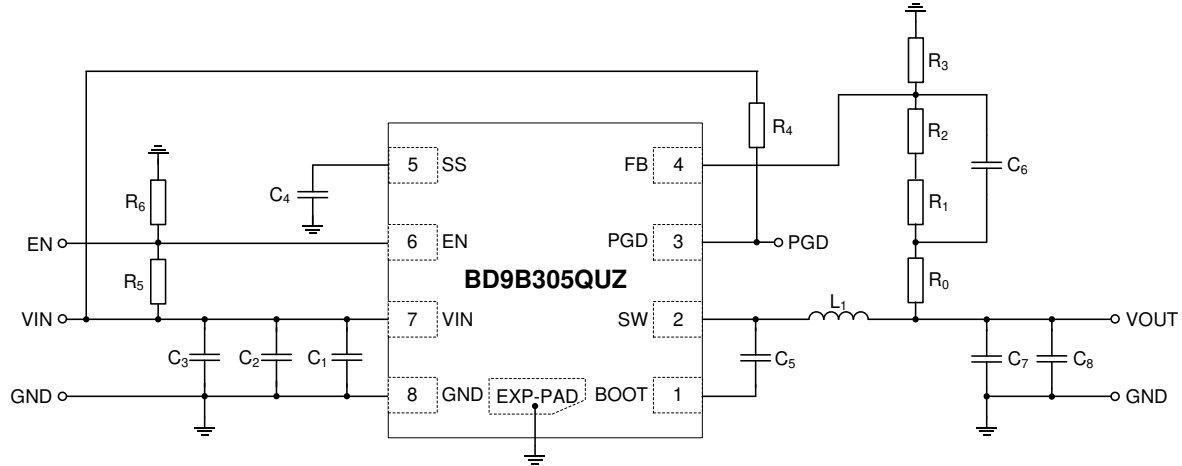 R₃
R₄
R₂
5 SS
FB 4
C₆
C₄
R₆
R₁
PGD 3
PGD
EN
6 EN
BD9B305QUZ
R₅
R₀
L₁
VIN
7 VIN
SW 2
VOUT
C₃
C₂
C₁
C₅
C₇
C₈
GND
8 GND
EXP-PAD
BOOT 1
GND